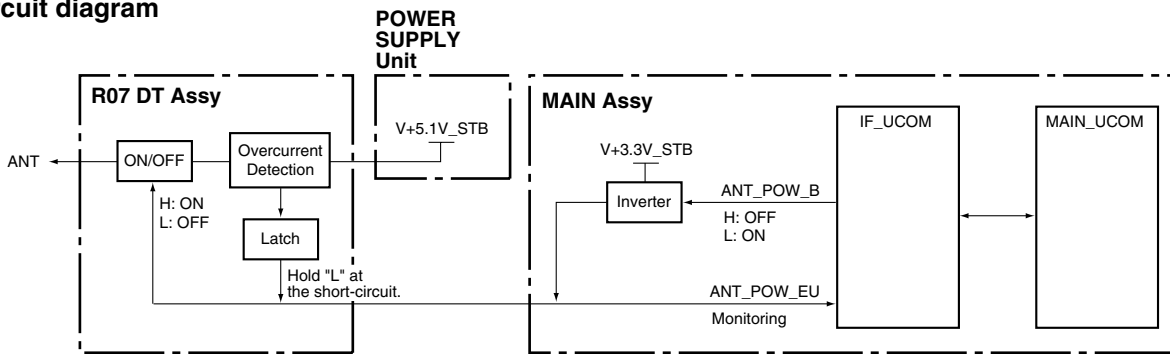 cuit diagram
POWER
SUPPLY
Unit
R07 DT Assy
V+5.1V_STB
ANT
ON/OFF
Overcurrent
Detection
H: ON
L: OFF
Latch
Hold "L" at
the short-circuit.
MAIN Assy
V+3.3V_STB
Inverter
ANT_POW_B
H: OFF
L: ON
ANT_POW_EU
Monitoring
IF_UCOM
MAIN_UCOM